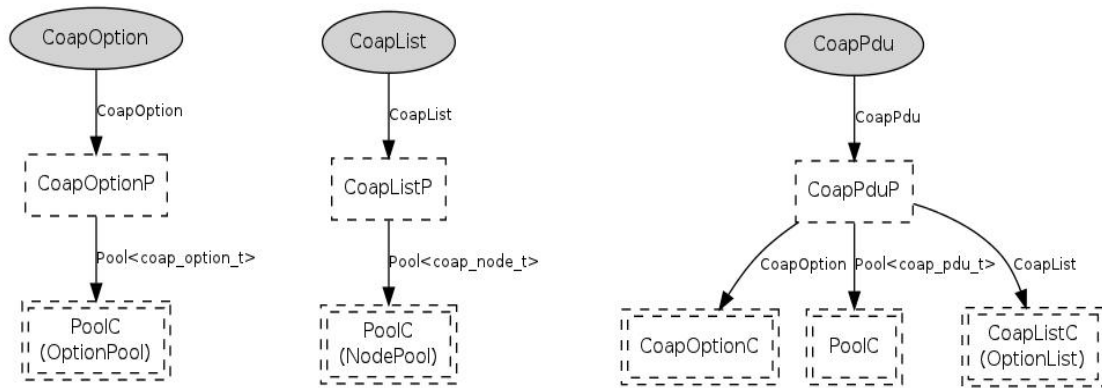 CoapOption
CoapOption
CoapOptionP
Pool<coap_option_t>
PoolC
(OptionPool)
CoapList
CoapList
CoapListP
Pool<coap_node_t>
PoolC
(NodePool)
CoapPdu
CoapPdu
CoapPduP
CoapOption
Pool<coap_pdu_t>
CoapList
CoapOptionC
PoolC
CoapListC
(OptionList)